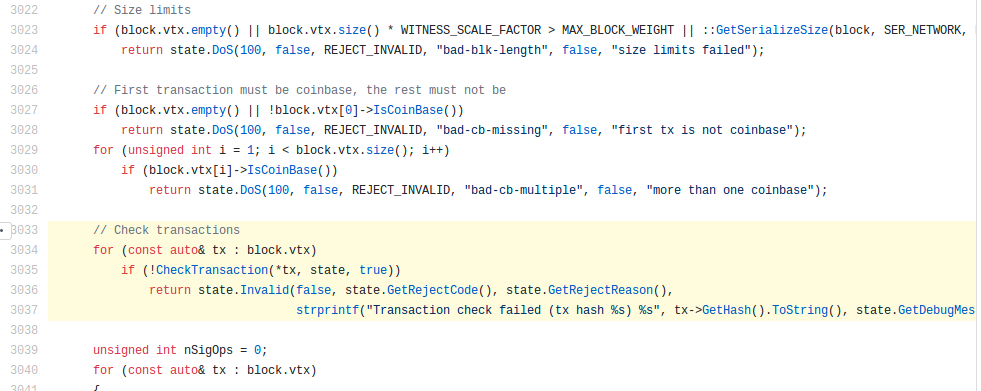 3022 // Size limits
3023 if (block.vtx.empty() || block.vtx.size() * WITNESS_SCALE_FACTOR > MAX_BLOCK_WEIGHT || ::GetSerializeSize(block, SER_NETWORK,
3024 return state.DoS(100, false, REJECT_INVALID, "bad-blk-length", false, "size limits failed");
3025
3026 // First transaction must be coinbase, the rest must not be
3027 if (block.vtx.empty() || !block.vtx[0]->IsCoinBase())
3028 return state.DoS(100, false, REJECT_INVALID, "bad-cb-missing", false, "first tx is not coinbase");
3029 for (unsigned int i = 1; i < block.vtx.size(); i++)
3030 if (block.vtx[i]->IsCoinBase())
3031 return state.DoS(100, false, REJECT_INVALID, "bad-cb-multiple", false, "more than one coinbase");
3032
3033 // Check transactions
3034 for (const auto& tx : block.vtx)
3035 if (!CheckTransaction(*tx, state, true))
3036 return state.Invalid(false, state.GetRejectCode(), state.GetRejectReason(),
3037 strprintf("Transaction check failed (tx hash %s) %s", tx->GetHash().ToString(), state.GetDebugMes
3038
3039 unsigned int nSigOps = 0;
3040 for (const auto& tx : block.vtx)
3041 {